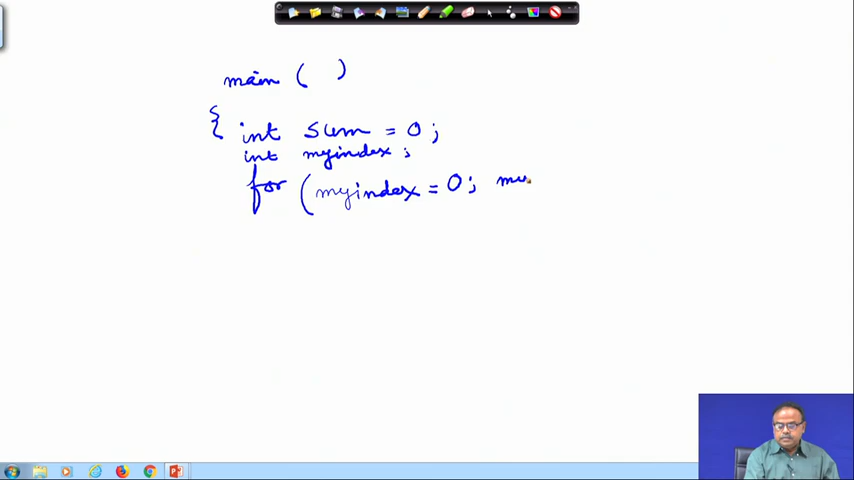 main ( )
{ int sum = 0 ;
int myindex ;
for ( myindex = 0 ;